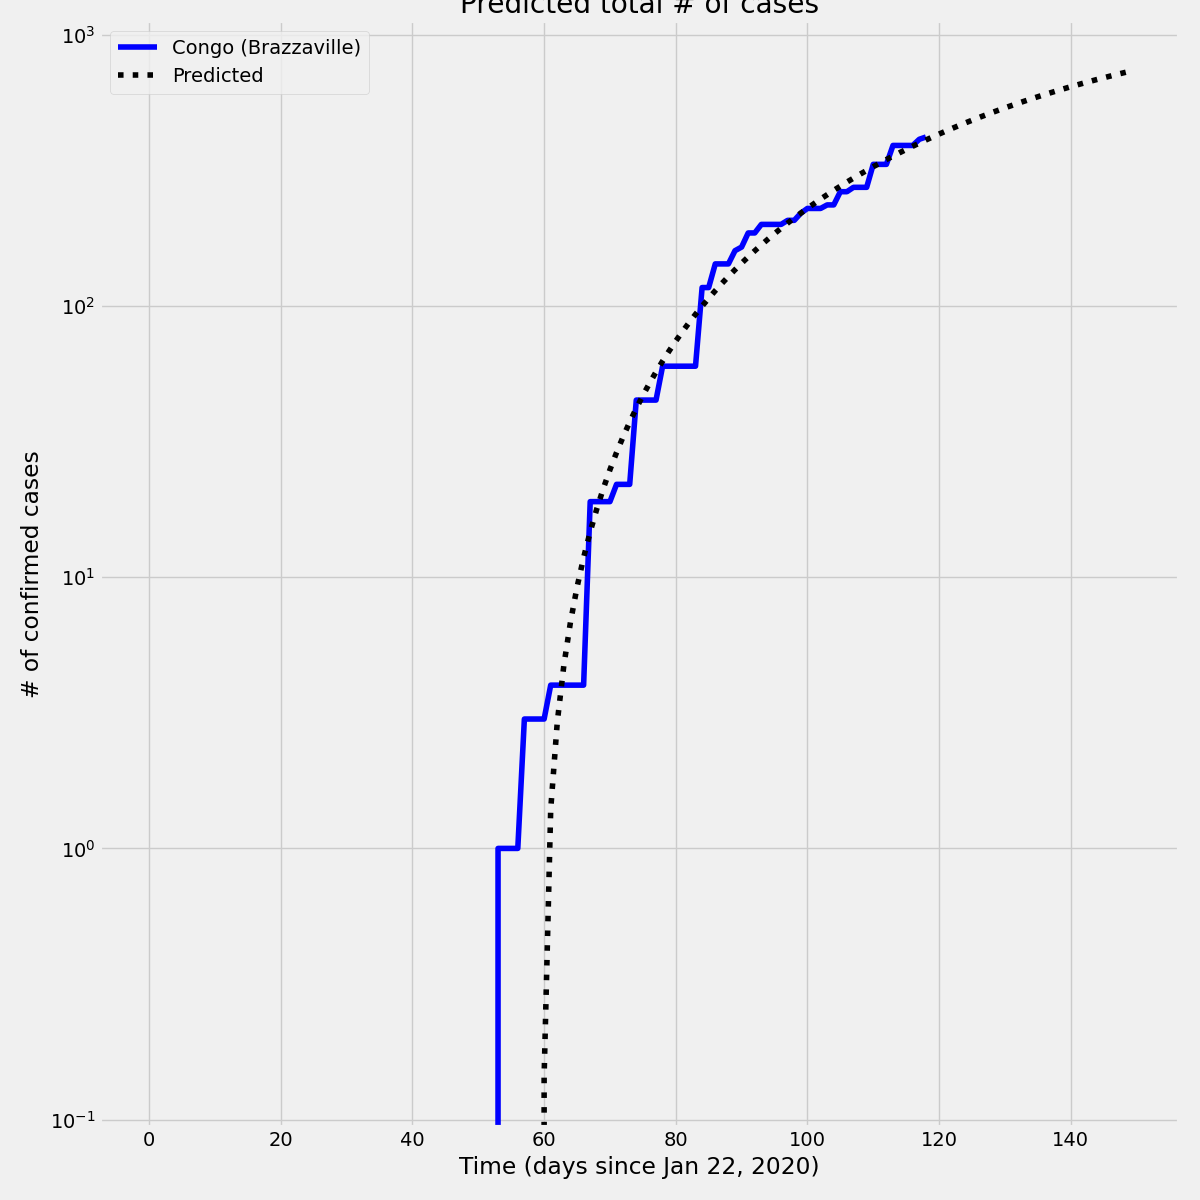 Predicted total # of cases
Congo (Brazzaville)
Predicted
# of confirmed cases
10³
10²
10¹
10⁰
10⁻¹
0 20 40 60 80 100 120 140
Time (days since Jan 22, 2020)